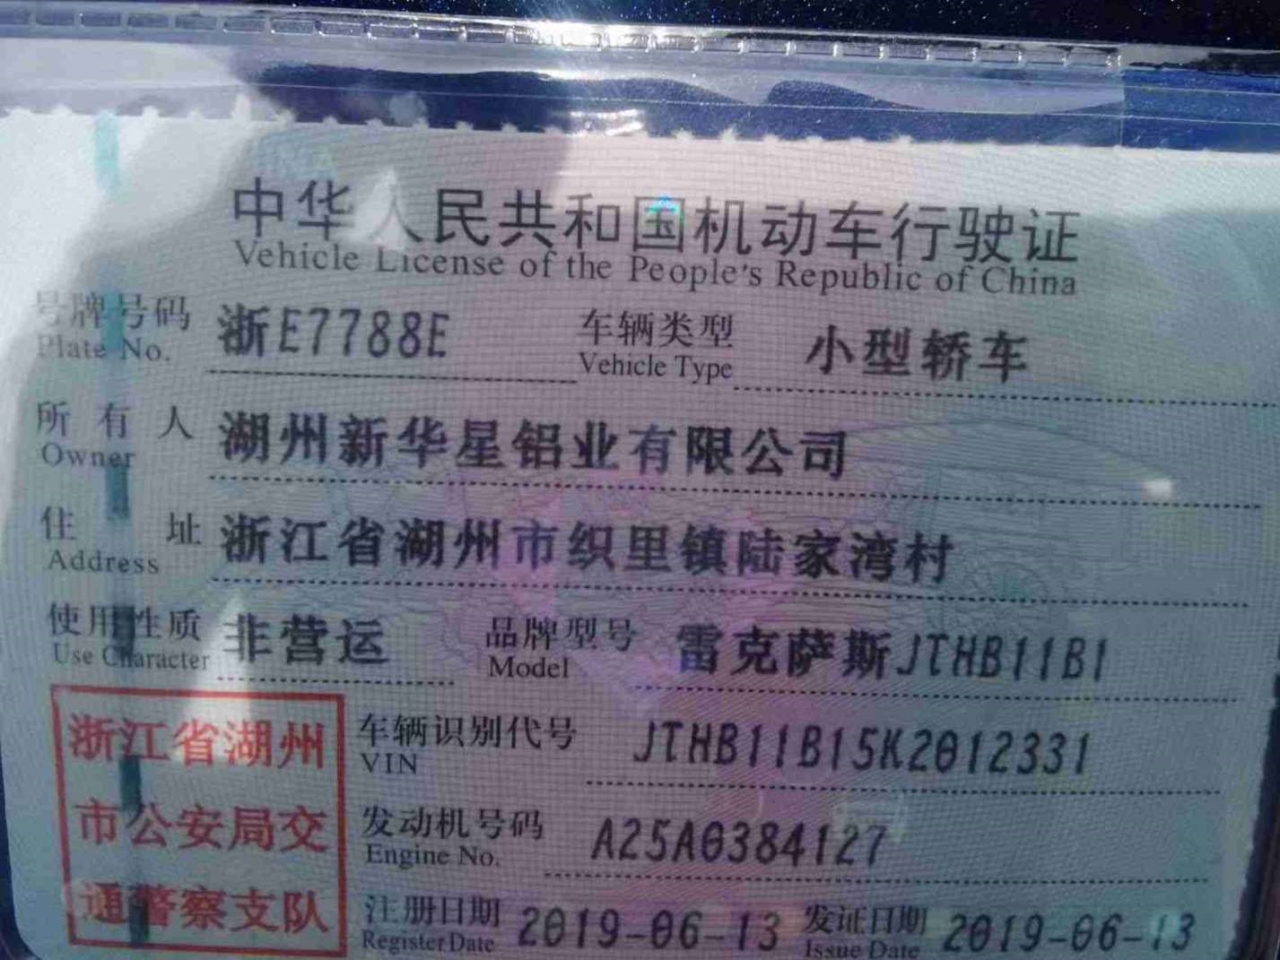 中华人民共和国机动车行驶证
Vehicle License of the People's Republic of China
号牌号码 浙E7788E 车辆类型 小型轿车
Plate No. Vehicle Type
所有人 湖州新华星铝业有限公司
Owner
住址 浙江省湖州市织里镇陆家湾村
Address
使用性质 非营运 品牌型号 雷克萨斯JTHB11B1
Use Character Model
浙江省湖州
市公安局交
通警察支队
车辆识别代号 JTHB11B15K2012331
VIN
发动机号码 A25A0384127
Engine No.
注册日期 2019-06-13 发证日期 2019-06-13
Register Date Issue Date